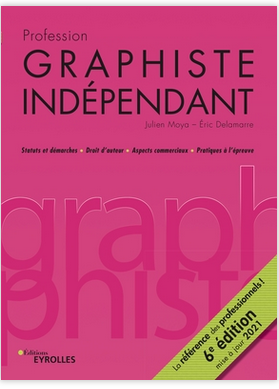 Profession
GRAPHISTE
INDÉPENDANT
Julien Moya – Éric Delamarre
Statuts et démarches • Droit d'auteur • Aspects commerciaux • Pratiques à l'épreuve
graph
phiste
La référence des professionnels !
6e édition
mise à jour 2021
Éditions
EYROLLES